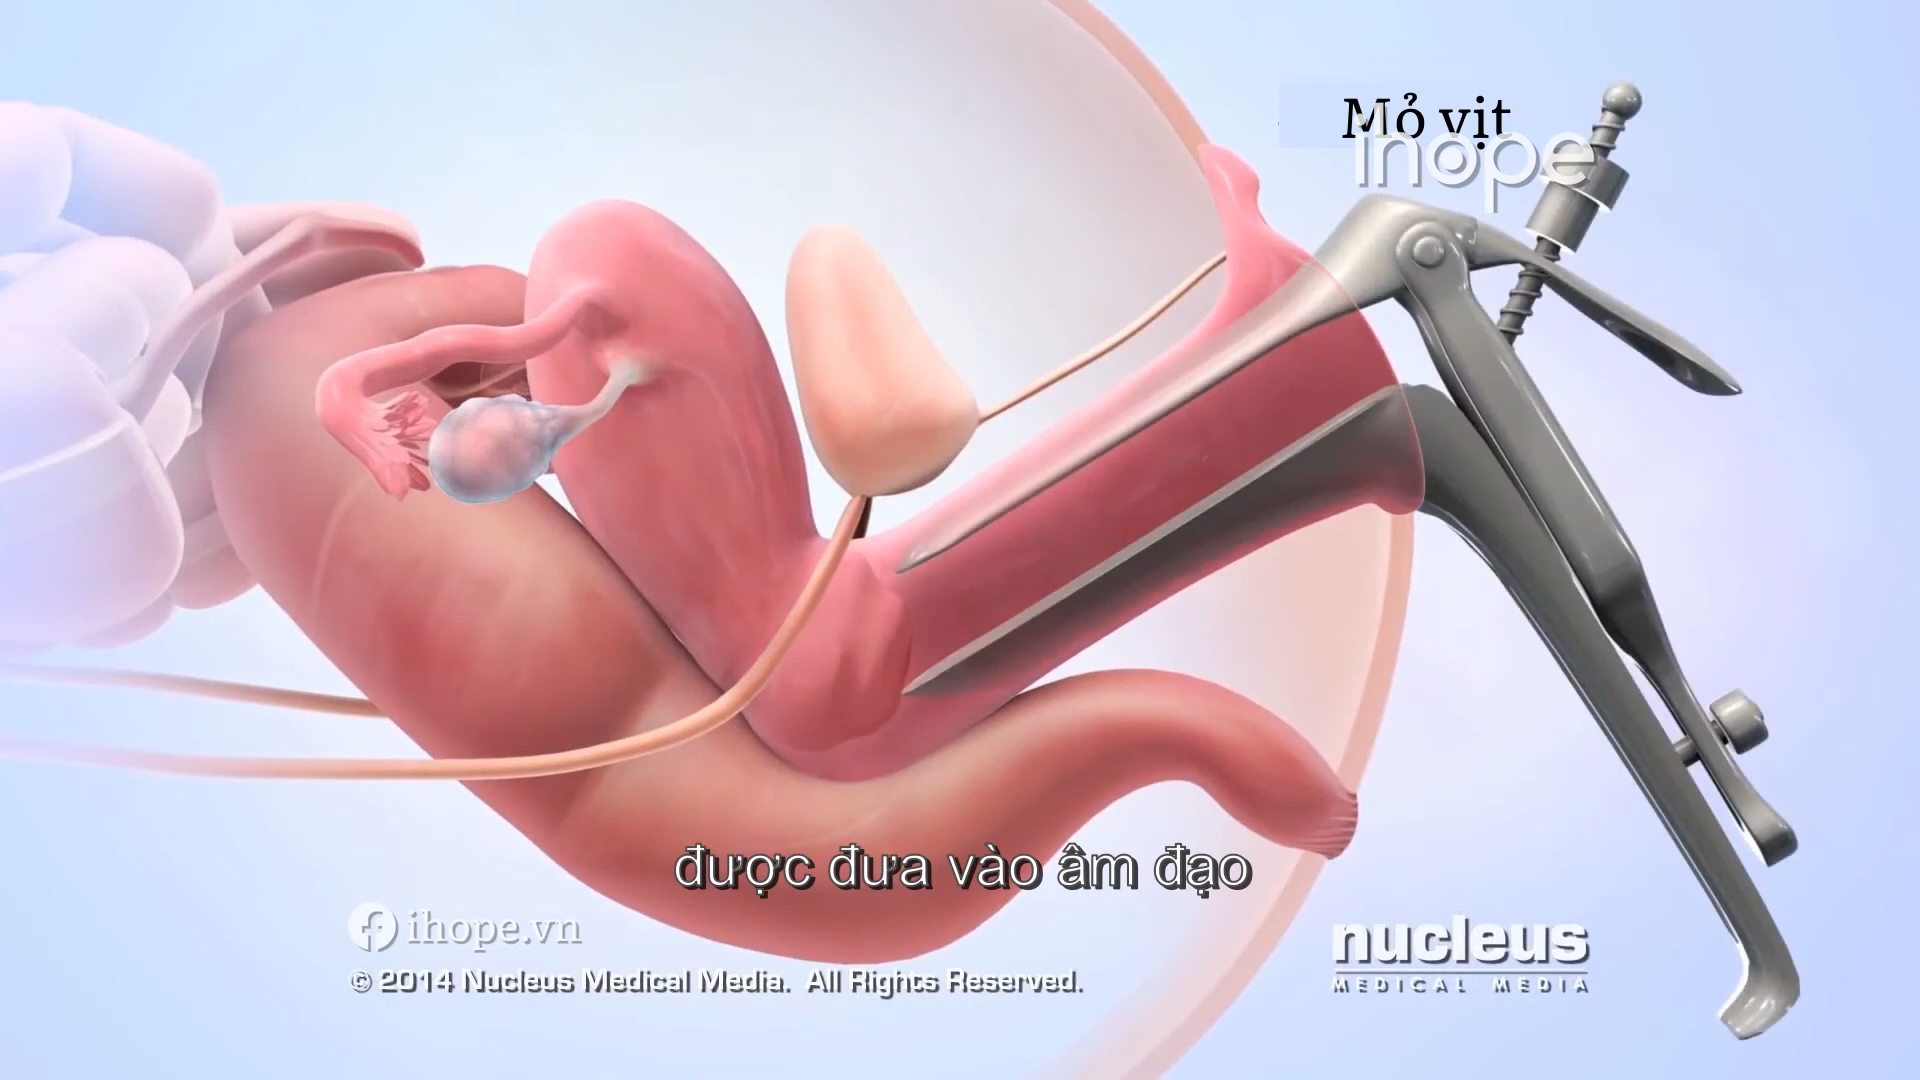 Mỏ vịt
ihope
được đưa vào âm đạo
ihope.vn
© 2014 Nucleus Medical Media. All Rights Reserved.
nucleus
MEDICAL MEDIA